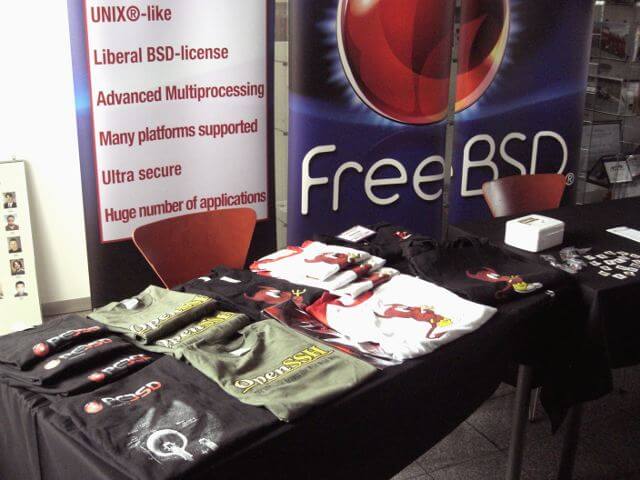 UNIX®-like
Liberal BSD-license
Advanced Multiprocessing
Many platforms supported
Ultra secure
Huge number of applications
FreeBSD®
OpenSSH
OpenSSH
PCBSD